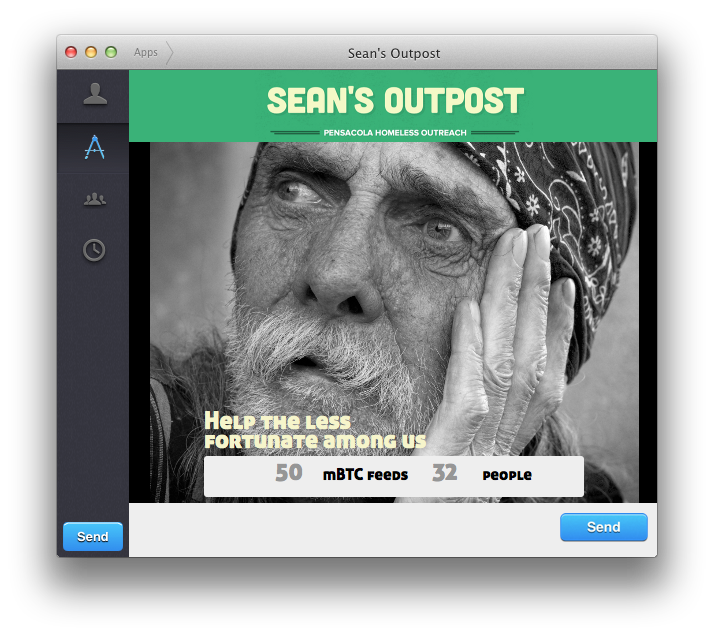 Apps
Sean's Outpost
SEAN'S OUTPOST
PENSACOLA HOMELESS OUTREACH
Help the less
fortunate among us
50 mBTC feeds 32 people
Send
Send